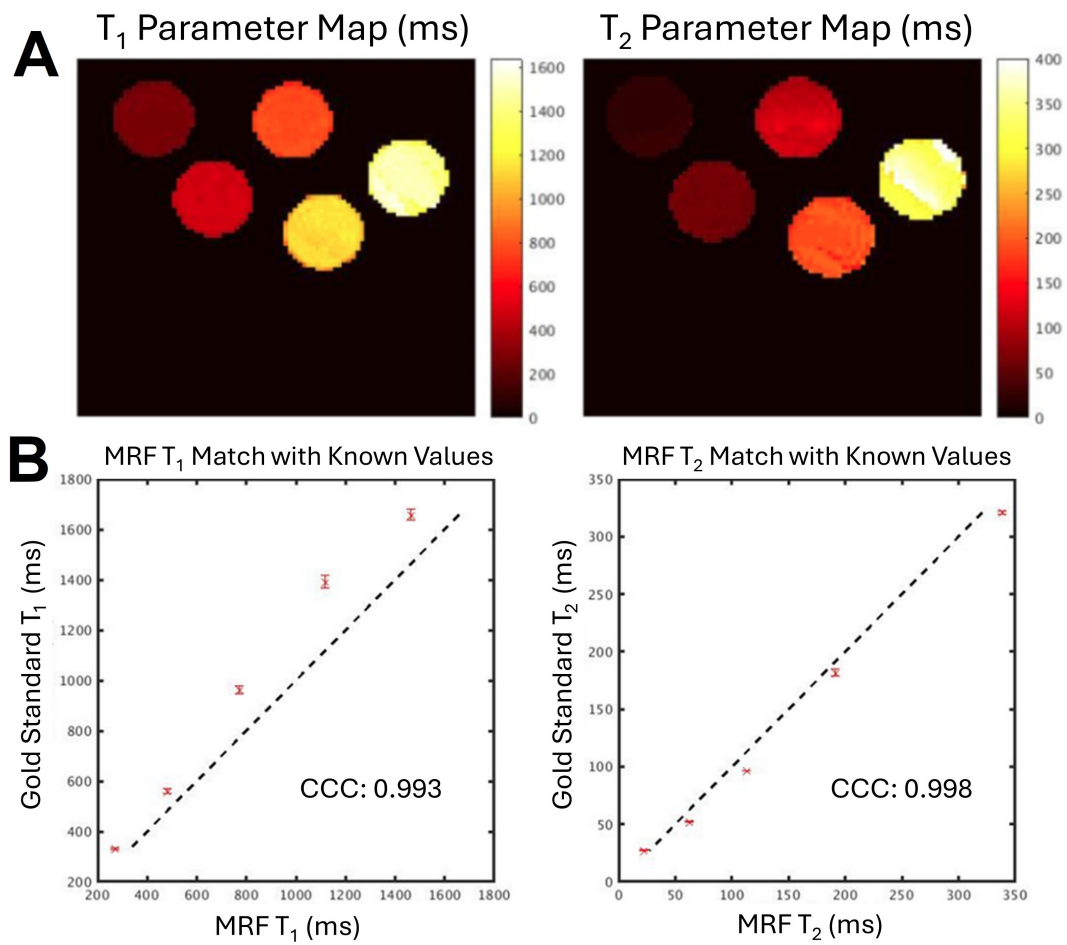 A
T₁ Parameter Map (ms)
T₂ Parameter Map (ms)
1600
1400
1200
1000
800
600
400
200
0
400
350
300
250
200
150
100
50
0
B
MRF T₁ Match with Known Values
Gold Standard T₁ (ms)
1800
1600
1400
1200
1000
800
600
400
200
CCC: 0.993
200 400 600 800 1000 1200 1400 1600 1800
MRF T₁ (ms)
MRF T₂ Match with Known Values
Gold Standard T₂ (ms)
350
300
250
200
150
100
50
0
CCC: 0.998
0 50 100 150 200 250 300 350
MRF T₂ (ms)